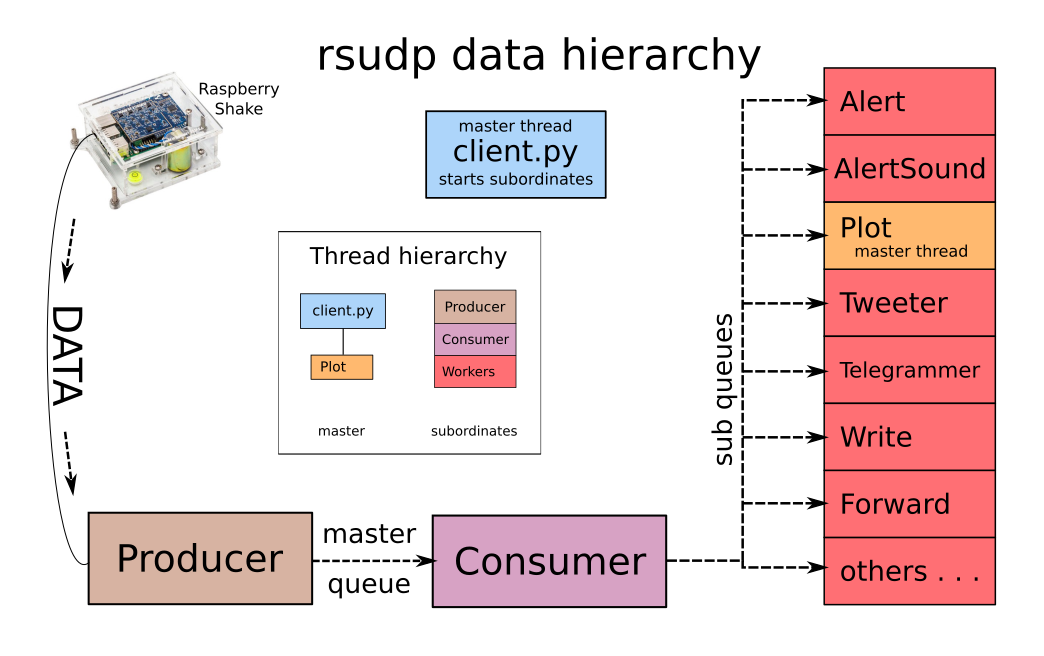 rsudp data hierarchy
Raspberry
Shake
master thread
client.py
starts subordinates
Thread hierarchy
client.py
Plot
master
Producer
Consumer
Workers
subordinates
DATA
Producer
master
queue
Consumer
sub queues
Alert
AlertSound
Plot
master thread
Tweeter
Telegrammer
Write
Forward
others . . .